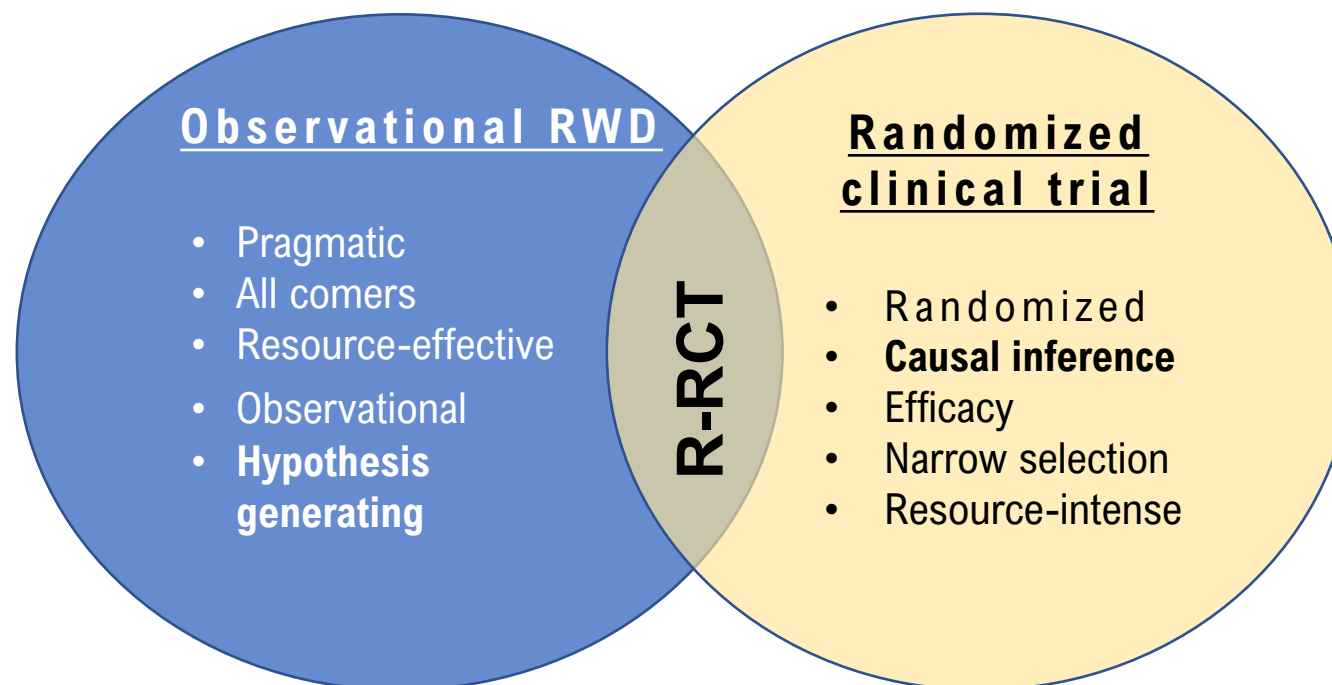 Observational RWD
• Pragmatic
• All comers
• Resource-effective
• Observational
• Hypothesis
generating
R-RCT
Randomized
clinical trial
• Randomized
• Causal inference
• Efficacy
• Narrow selection
• Resource-intense